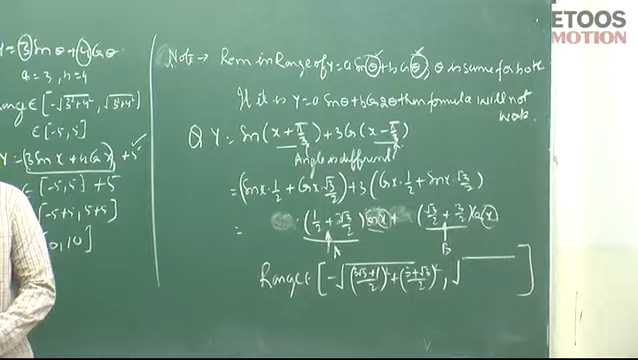 ETOOS
MOTION
Y = 3 Sin θ + 4 Cos θ
a = 3, b = 4
Range ∈ [-√3²+4², √3²+4²]
∈ [-5, 5]
Y = (3 Sin x + 4 Cos x) + 5
∈ [-5, 5] + 5
[-5+5, 5+5]
[0, 10]
Note → Rem in Range of y = a Sin θ + b Cos θ, θ is same for both
If it is Y = a Sin θ + b Cos 2θ then formula will not
work.
Q Y = Sin (x + π/3) + 3 Cos (x - π/3)
Angle is different
= (Sin x · 1/2 + Cos x · √3/2) + 3 (Cos x · 1/2 + Sin x · √3/2)
= (1/2 + 3√3/2) Sin x + (√3/2 + 3/2) Cos x
A B
Range ∈ [-√((3√3+1)/2)² + ((3+√3)/2)², √ ]